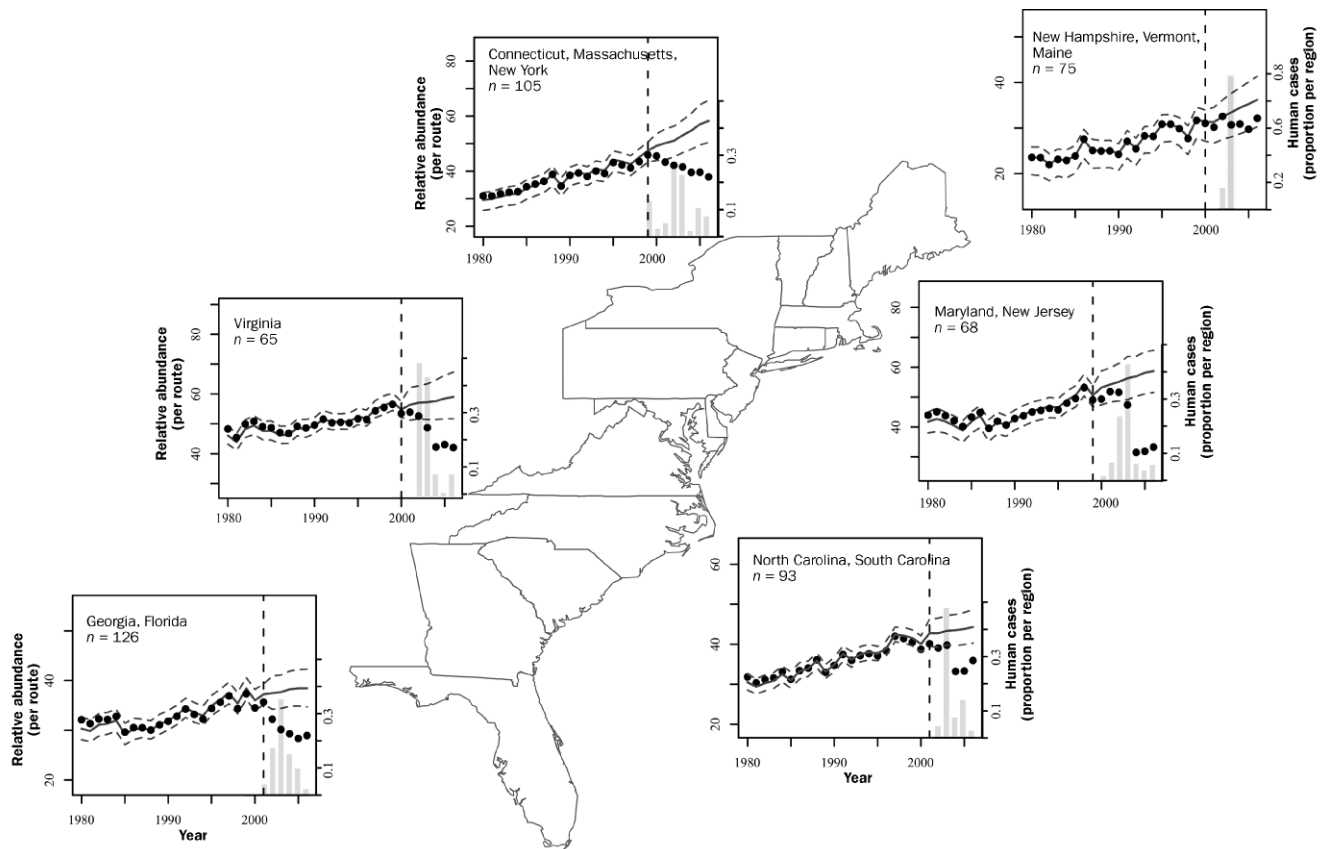 Connecticut, Massachusetts,
New York
n = 105
Relative abundance
(per route)
80
60
40
20
0.3
0.1
1980
1990
2000
New Hampshire, Vermont,
Maine
n = 75
40
20
0.8
0.6
0.2
Human cases
(proportion per region)
1980
1990
2000
Virginia
n = 65
Relative abundance
(per route)
80
60
40
0.3
0.1
1980
1990
2000
Maryland, New Jersey
n = 68
80
60
40
0.3
0.1
Human cases
(proportion per region)
1980
1990
2000
North Carolina, South Carolina
n = 93
60
40
20
0.3
0.1
Human cases
(proportion per region)
1980
1990
2000
Year
Georgia, Florida
n = 126
Relative abundance
(per route)
40
20
0.3
0.1
1980
1990
2000
Year